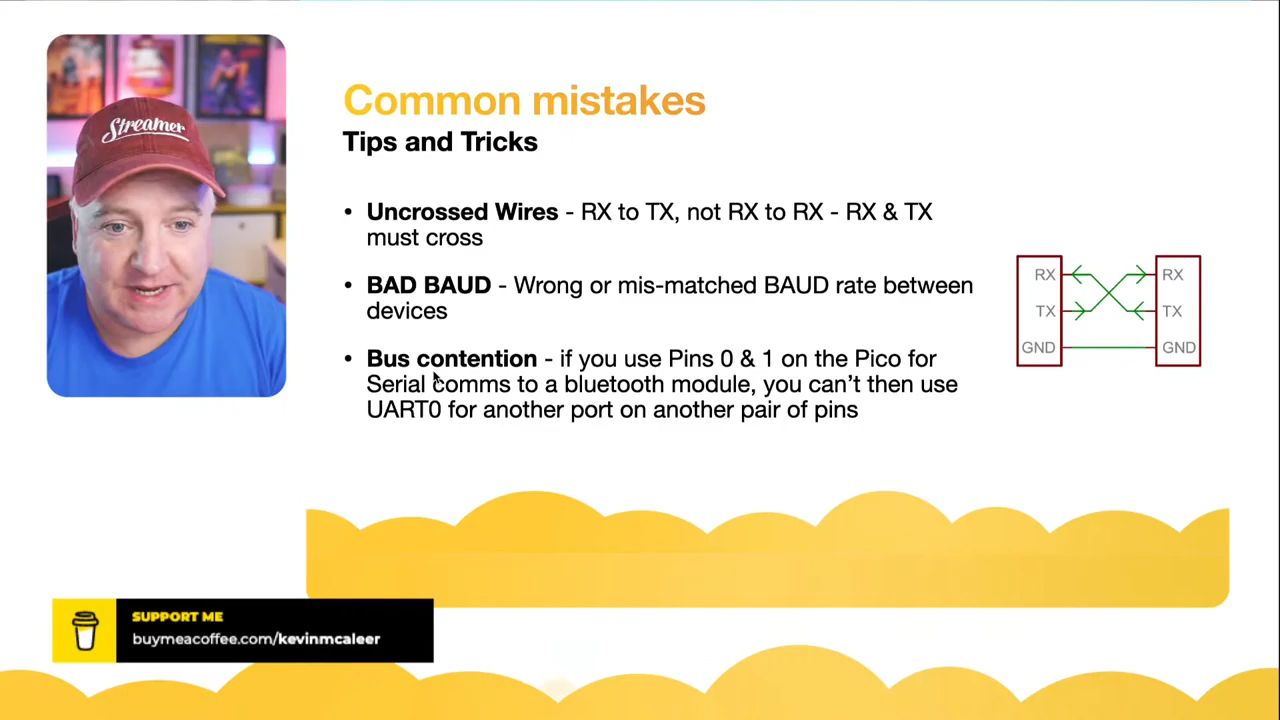 Streamer
Common mistakes
Tips and Tricks
• Uncrossed Wires - RX to TX, not RX to RX - RX & TX
must cross
• BAD BAUD - Wrong or mis-matched BAUD rate between
devices
• Bus contention - if you use Pins 0 & 1 on the Pico for
Serial comms to a bluetooth module, you can’t then use
UART0 for another port on another pair of pins
RX RX
TX TX
GND GND
SUPPORT ME
buymeacoffee.com/kevinmcaleer